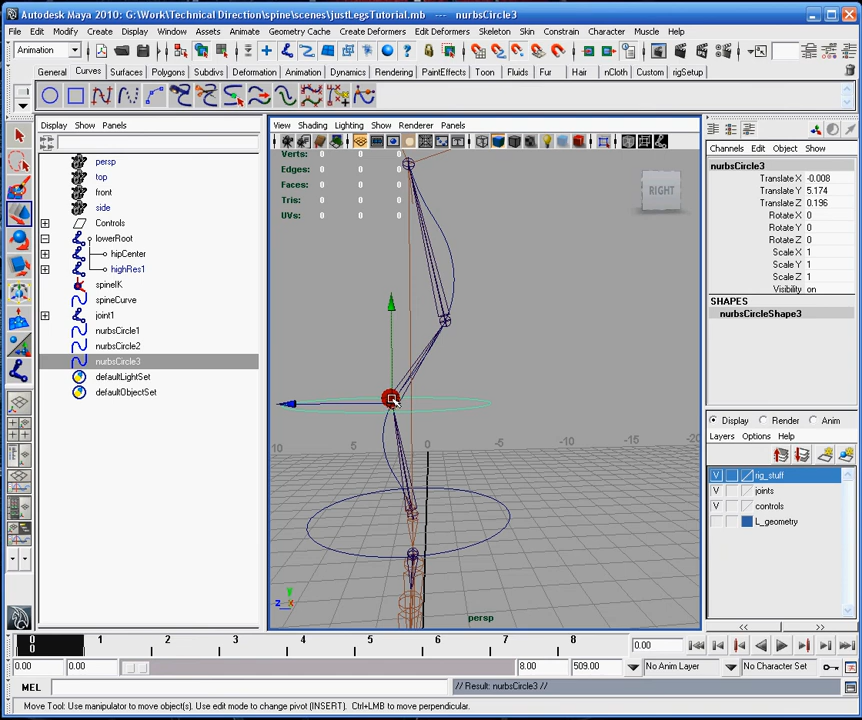 Autodesk Maya 2010: G:\Work\Technical Direction\spine\scenes\justLegsTutorial.mb --- nurbsCircle3
File Edit Modify Create Display Window Assets Animate Geometry Cache Create Deformers Edit Deformers Skeleton Skin Constrain Character Muscle Help
Animation
General Curves Surfaces Polygons Subdivs Deformation Animation Dynamics Rendering PaintEffects Toon Fluids Fur Hair nCloth Custom rigSetup
Display Show Panels
View Shading Lighting Show Renderer Panels
Channels Edit Object Show
nurbsCircle3
Translate X -0.008
Translate Y 5.174
Translate Z 0.196
Rotate X 0
Rotate Y 0
Rotate Z 0
Scale X 1
Scale Y 1
Scale Z 1
Visibility on
SHAPES
nurbsCircleShape3
persp
top
front
side
Controls
lowerRoot
hipCenter
highRes1
spineIK
spineCurve
joint1
nurbsCircle1
nurbsCircle2
nurbsCircle3
defaultLightSet
defaultObjectSet
Verts: 0 0 0
Edges: 0 0 0
Faces: 0 0 0
Tris: 0 0 0
UVs: 0 0 0
RIGHT
10 5 0 -5 -10 -15 -20
y
z x
persp
Display Render Anim
Layers Options Help
V rig_stuff
V joints
V controls
L_geometry
<< >>
0 1 2 3 4 5 6 7 8
0
0.00
0.00 0.00 8.00 509.00 No Anim Layer No Character Set
MEL // Result: nurbsCircle3 //
Move Tool: Use manipulator to move object(s). Use edit mode to change pivot (INSERT). Ctrl+LMB to move perpendicular.